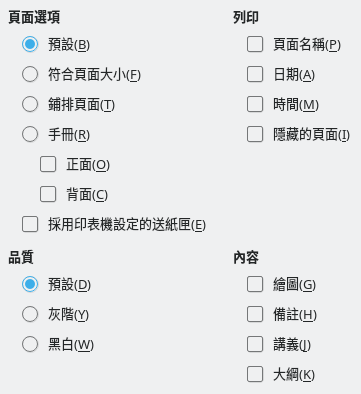 頁面選項
預設(B)
符合頁面大小(F)
鋪排頁面(T)
手冊(R)
正面(O)
背面(C)
採用印表機設定的送紙匣(E)
列印
頁面名稱(P)
日期(A)
時間(M)
隱藏的頁面(I)
品質
預設(D)
灰階(Y)
黑白(W)
內容
繪圖(G)
備註(H)
講義(J)
大綱(K)